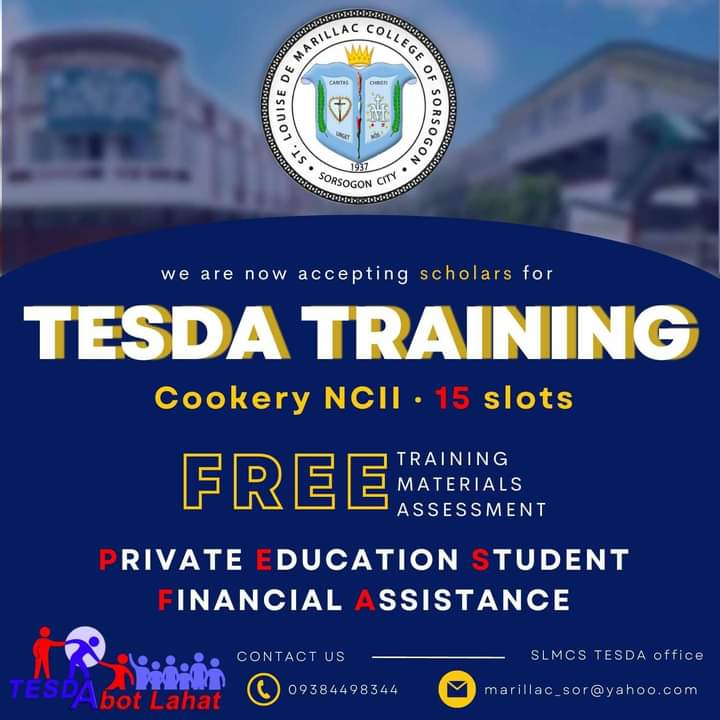 ST. LOUISE DE MARILLAC COLLEGE OF SORSOGON
CARITAS CHRISTI
URGET NOS
1937
• SORSOGON CITY •
we are now accepting scholars for
TESDA TRAINING
Cookery NCII · 15 slots
FREE
TRAINING
MATERIALS
ASSESSMENT
PRIVATE EDUCATION STUDENT
FINANCIAL ASSISTANCE
TESDA Abot Lahat
CONTACT US
SLMCS TESDA office
09384498344
marillac_sor@yahoo.com